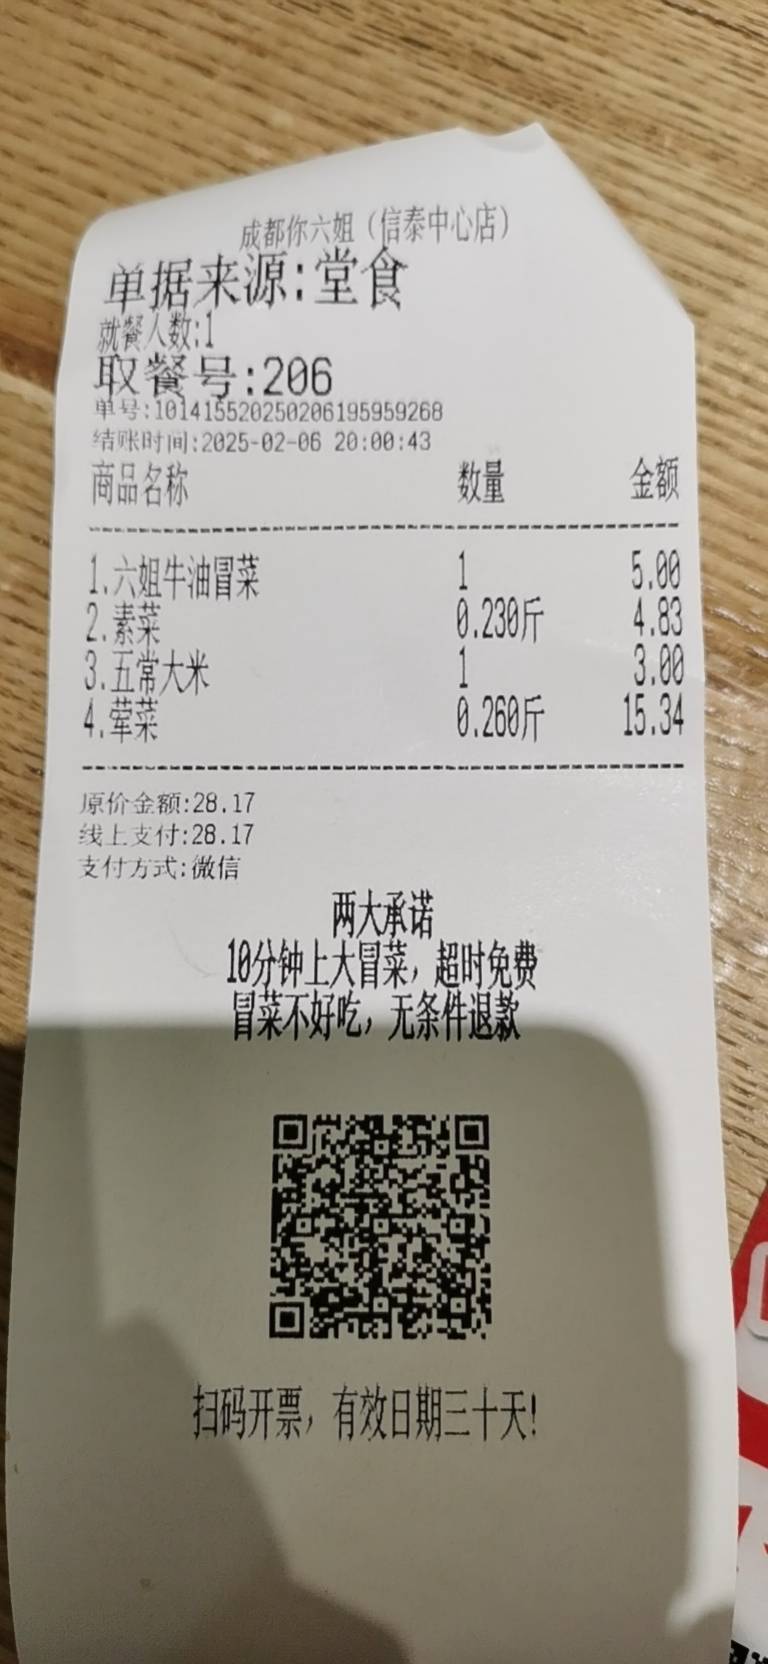 成都你六姐（信泰中心店）
单据来源:堂食
就餐人数:1
取餐号:206
单号:101415520250206195959268
结账时间:2025-02-06 20:00:43
商品名称 数量 金额
1.六姐牛油冒菜 1 5.00
2.素菜 0.230斤 4.83
3.五常大米 1 3.00
4.荤菜 0.260斤 15.34
原价金额:28.17
线上支付:28.17
支付方式:微信
两大承诺
10分钟上大冒菜，超时免费
冒菜不好吃，无条件退款
扫码开票，有效日期三十天!